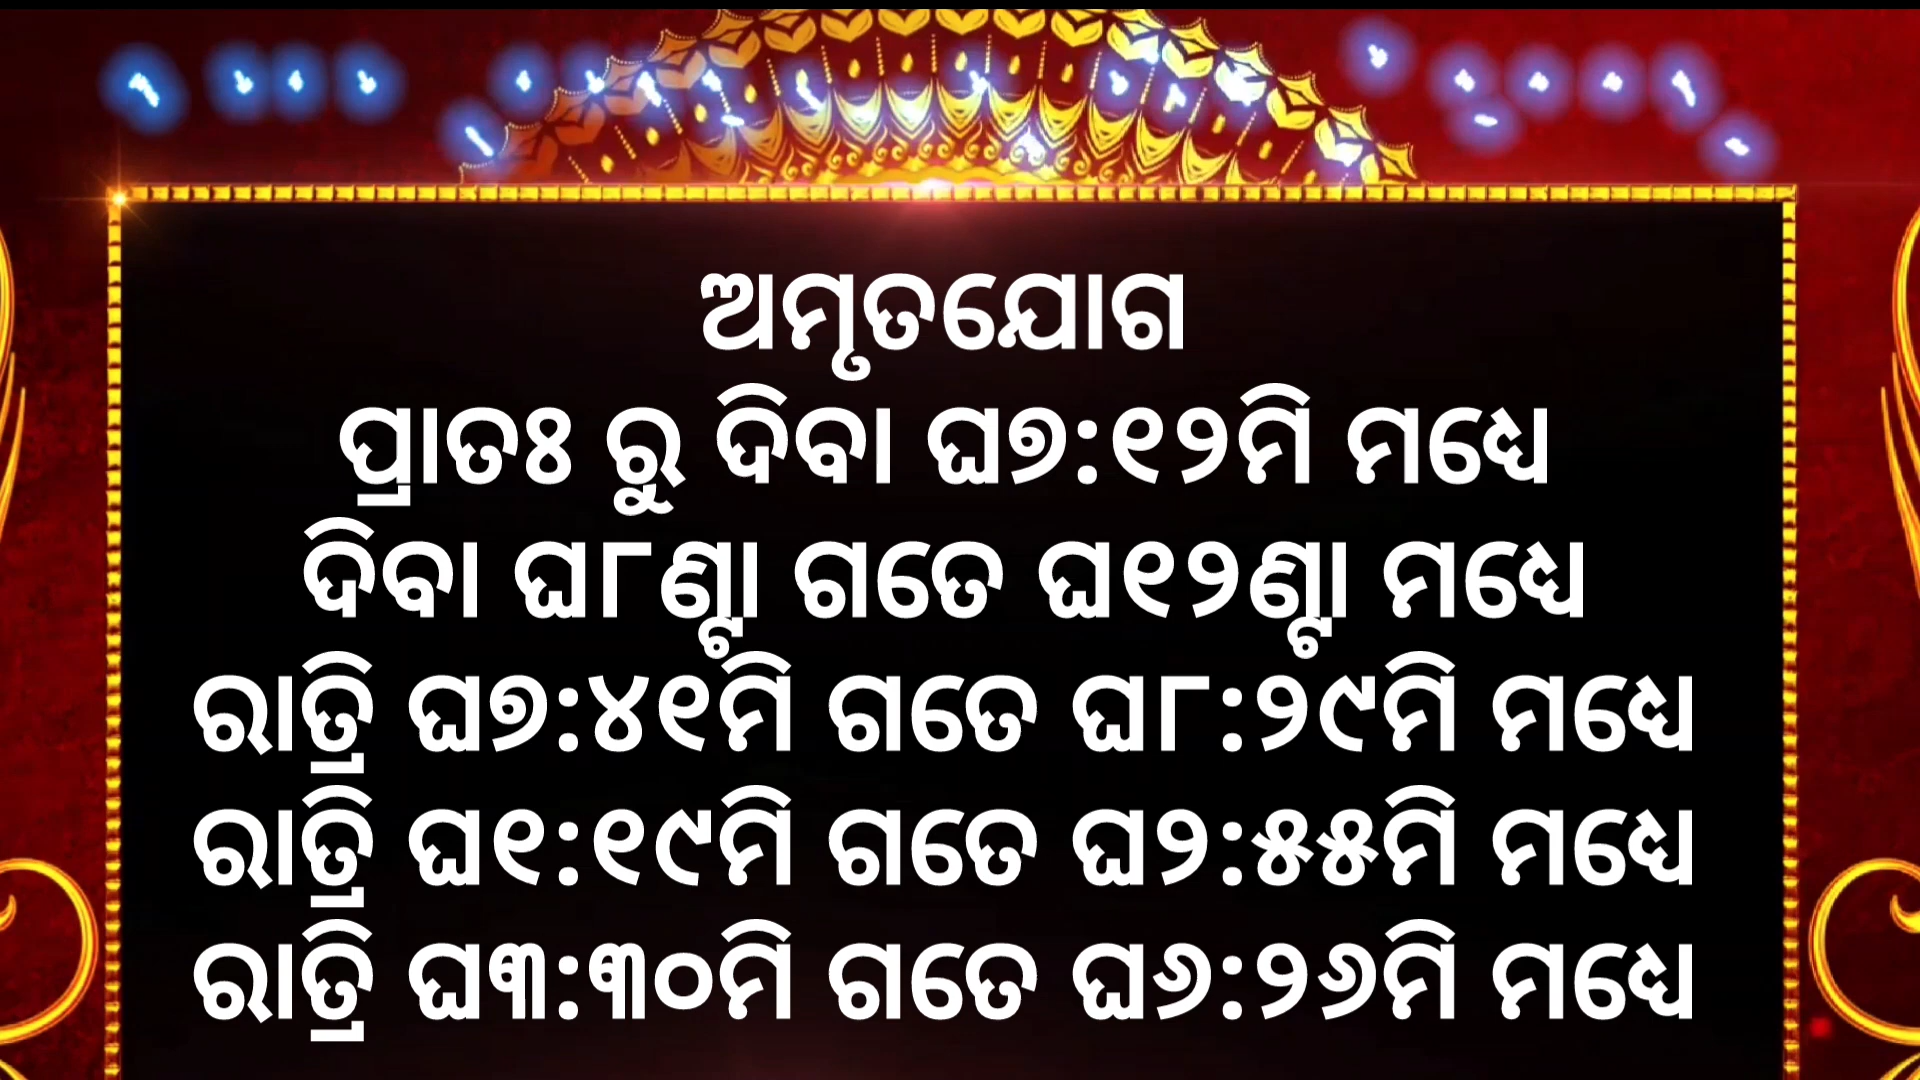 ଅମୃତଯୋଗ
ପ୍ରାତଃ ରୁ ଦିବା ଘ୭:୧୨ମି ମଧ୍ୟେ
ଦିବା ଘ୮ଣ୍ଟା ଗତେ ଘ୧୨ଣ୍ଟା ମଧ୍ୟେ
ରାତ୍ରି ଘ୭:୪୧ମି ଗତେ ଘ୮:୨୯ମି ମଧ୍ୟେ
ରାତ୍ରି ଘ୧:୧୯ମି ଗତେ ଘ୨:୫୫ମି ମଧ୍ୟେ
ରାତ୍ରି ଘ୩:୩୦ମି ଗତେ ଘ୬:୨୬ମି ମଧ୍ୟେ